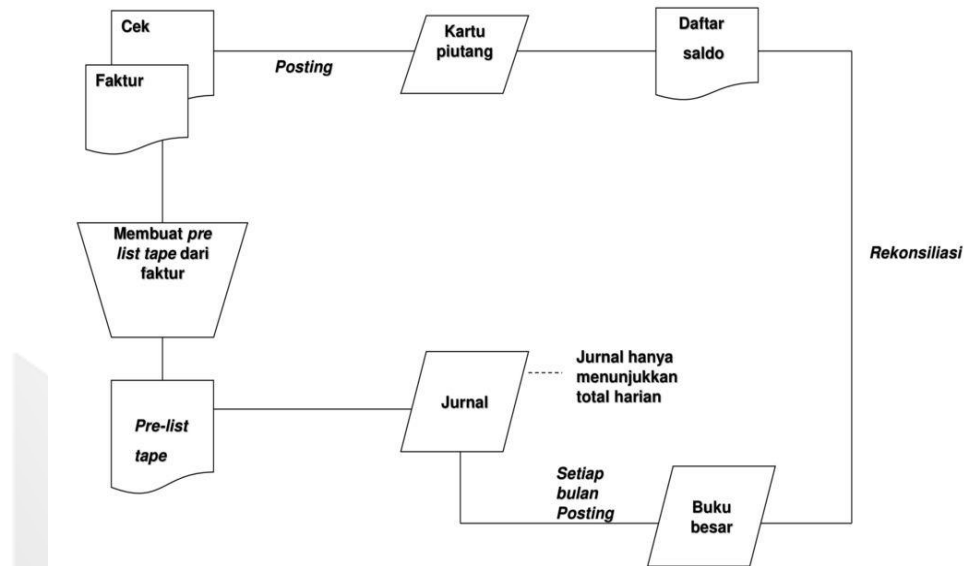 Cek
Faktur
Posting
Kartu
piutang
Daftar
saldo
Membuat pre
list tape dari
faktur
Rekonsiliasi
Pre-list
tape
Jurnal
Jurnal hanya
menunjukkan
total harian
Setiap
bulan
Posting
Buku
besar